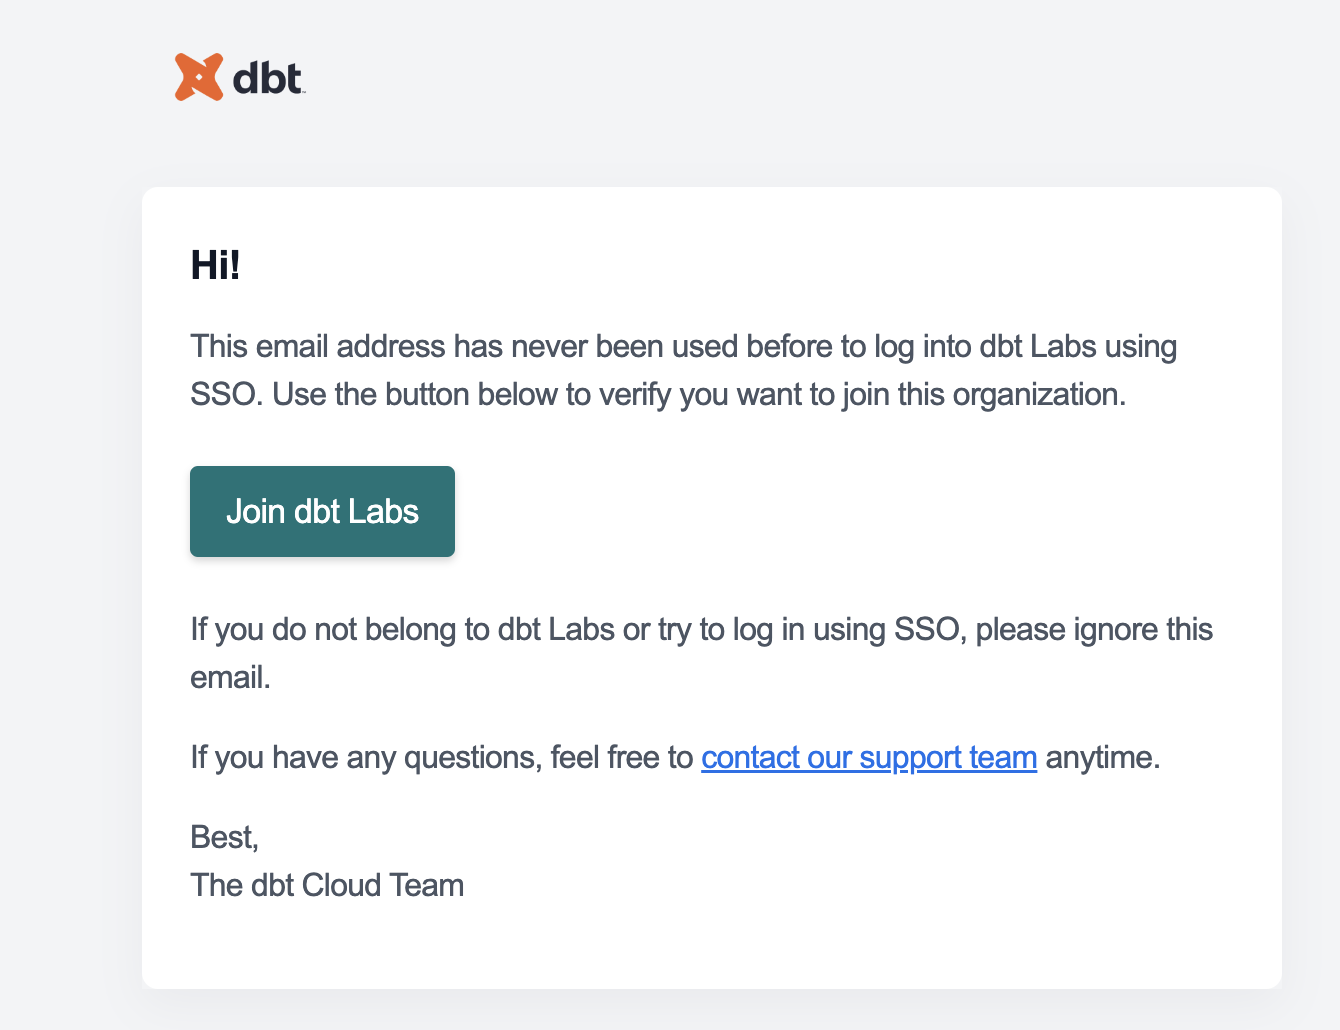 dbt
Hi!
This email address has never been used before to log into dbt Labs using
SSO. Use the button below to verify you want to join this organization.
Join dbt Labs
If you do not belong to dbt Labs or try to log in using SSO, please ignore this
email.
If you have any questions, feel free to contact our support team anytime.
Best,
The dbt Cloud Team